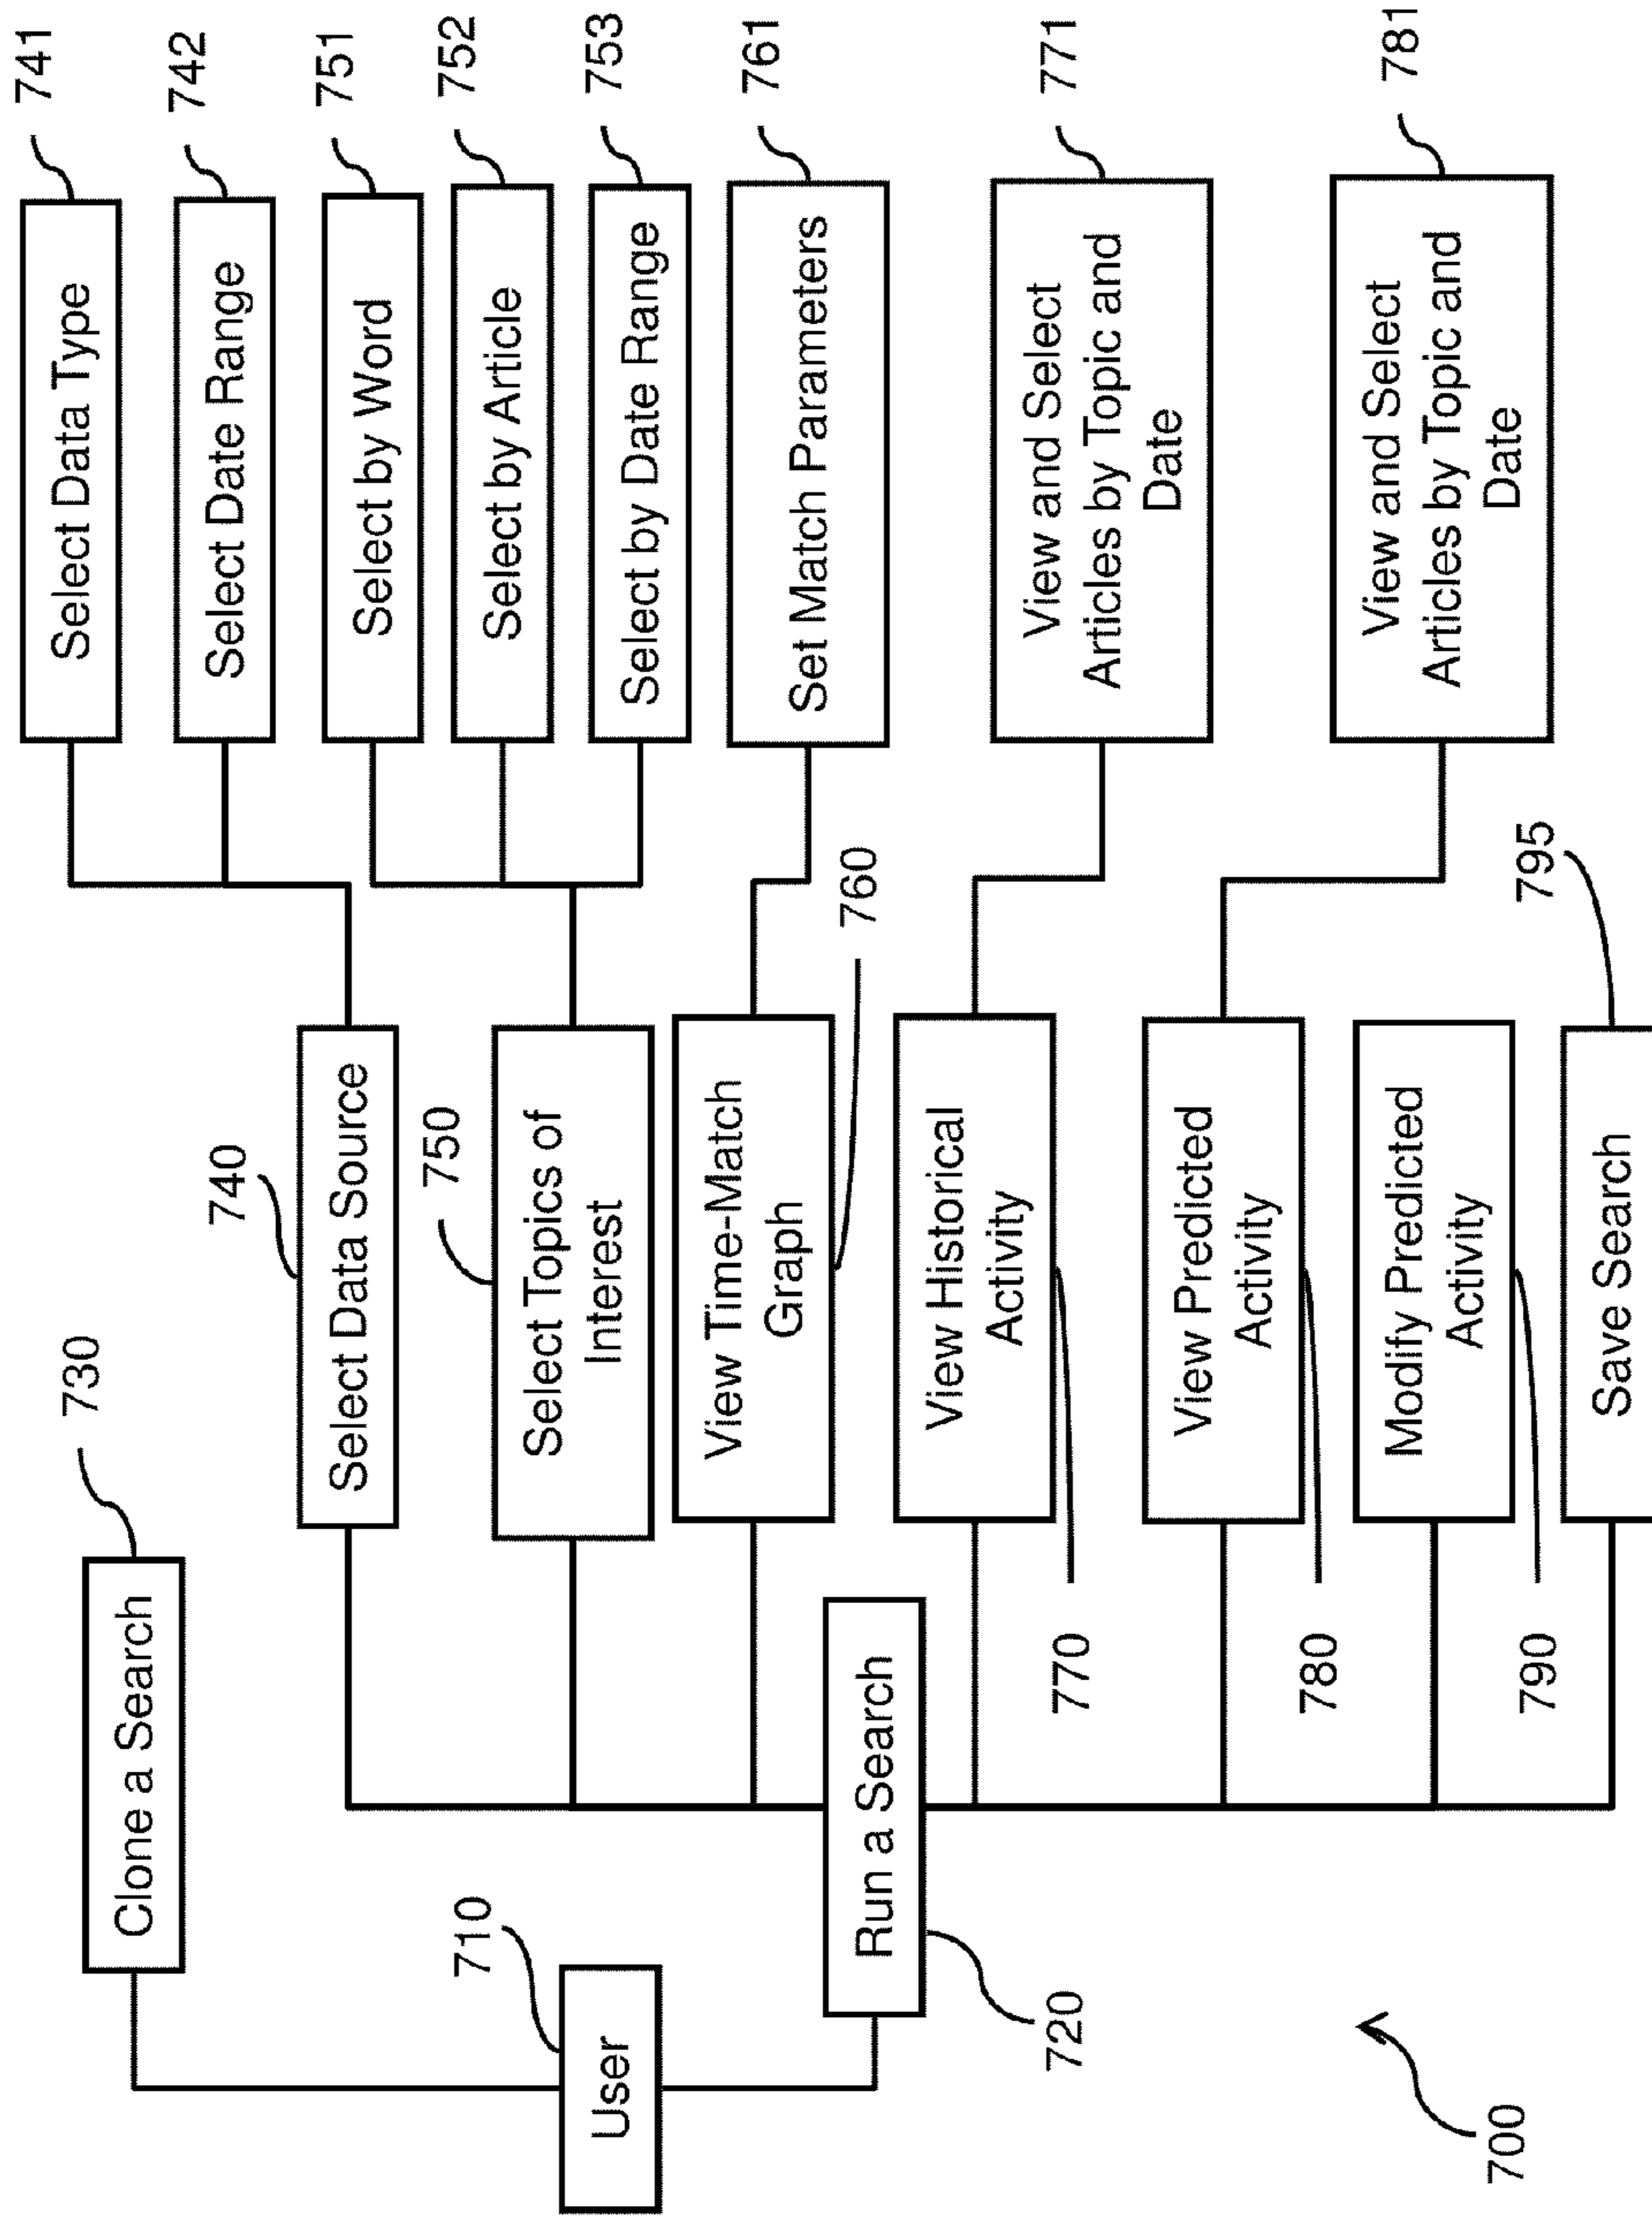 741
Select Data Type
742
Select Date Range
751
Select by Word
752
Select by Article
753
Select by Date Range
761
Set Match Parameters
771
View and Select
Articles by Topic and
Date
781
View and Select
Articles by Topic and
Date
730
Clone a Search
740
Select Data Source
750
Select Topics of
Interest
760
View Time-Match
Graph
770
View Historical
Activity
780
View Predicted
Activity
790
Modify Predicted
Activity
795
Save Search
710
User
720
Run a Search
700